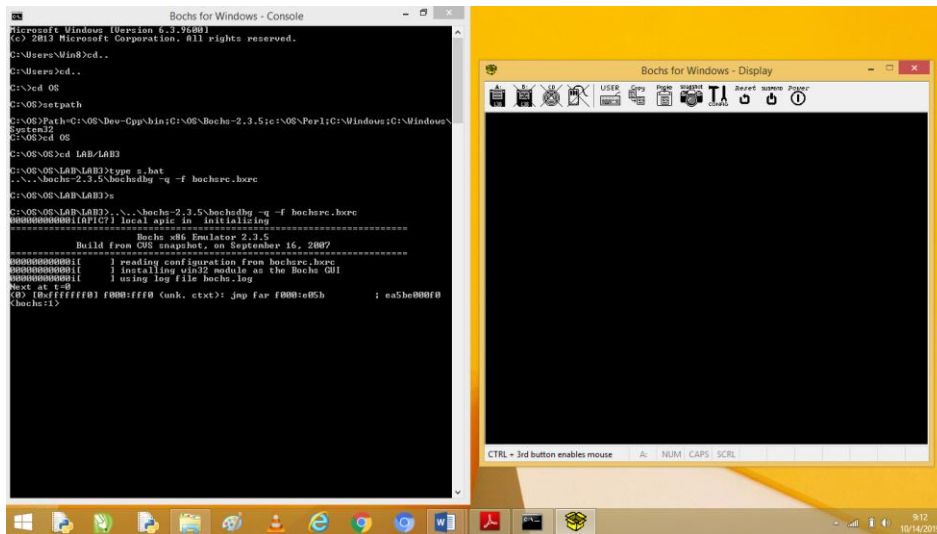 Bochs for Windows - Console
Microsoft Windows [Version 6.3.9600]
(c) 2013 Microsoft Corporation. All rights reserved.
C:\Users\Win8>cd..
C:\Users>cd..
C:\>cd OS
C:\OS>setpath
C:\OS>Path=C:\OS\Dev-Cpp\bin;C:\OS\Bochs-2.3.5;c:\OS\Perl;C:\Windows;C:\Windows\
System32
C:\OS>cd OS
C:\OS\OS>cd LAB/LAB3
C:\OS\OS\LAB\LAB3>type s.bat
..\..\bochs-2.3.5\bochsdbg -q -f bochsrc.bxrc
C:\OS\OS\LAB\LAB3>s
C:\OS\OS\LAB\LAB3>..\..\bochs-2.3.5\bochsdbg -q -f bochsrc.bxrc
00000000000i[APIC?] local apic in initializing
========================================================================
Bochs x86 Emulator 2.3.5
Build from CVS snapshot, on September 16, 2007
========================================================================
00000000000i[ ] reading configuration from bochsrc.bxrc
00000000000i[ ] installing win32 module as the Bochs GUI
00000000000i[ ] using log file bochs.log
Next at t=0
(0) [0xfffffff0] f000:fff0 (unk. ctxt): jmp far f000:e05b ; ea5be000f0
<bochs:1>
Bochs for Windows - Display
A: B: CD USER Copy Paste snapshot CONFIG Reset suspend Power
CTRL + 3rd button enables mouse A: NUM CAPS SCRL
9:12